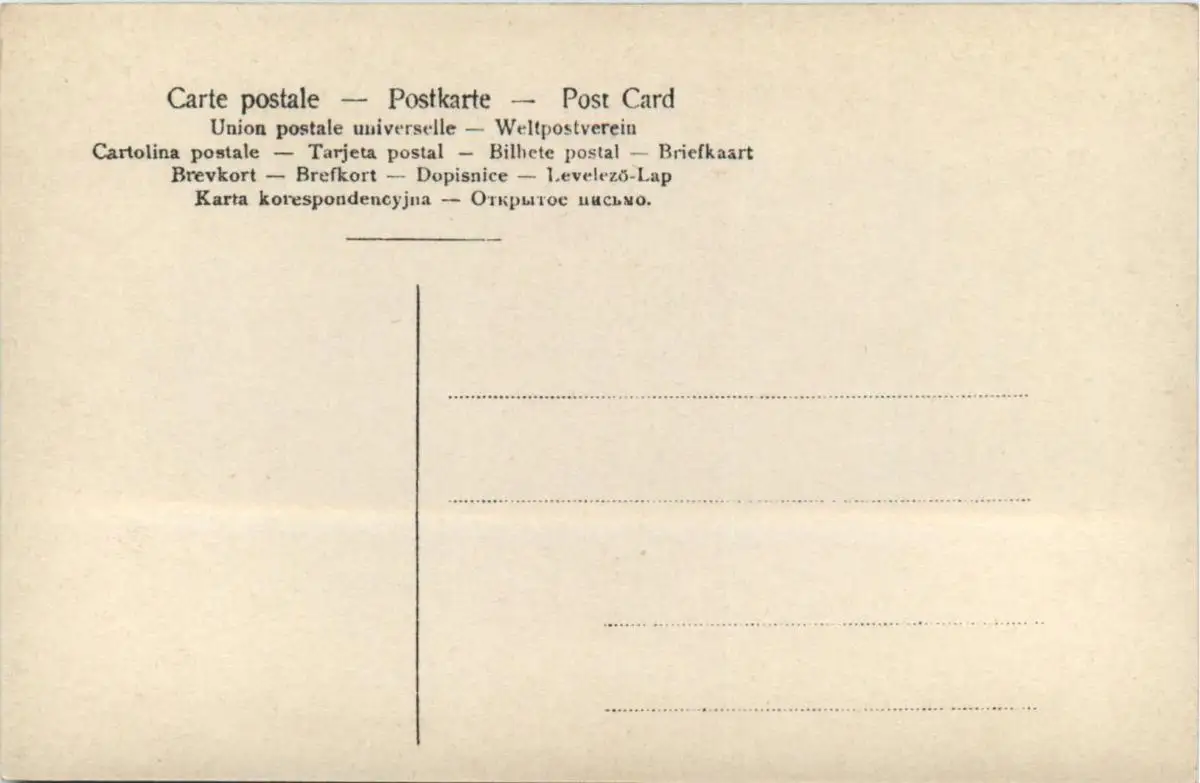 Carte postale — Postkarte — Post Card
Union postale universelle — Weltpostverein
Cartolina postale — Tarjeta postal — Bilhete postal — Briefkaart
Brevkort — Brefkort — Dopisnice — Levelező-Lap
Karta korespondencyjna — Открытое письмо.